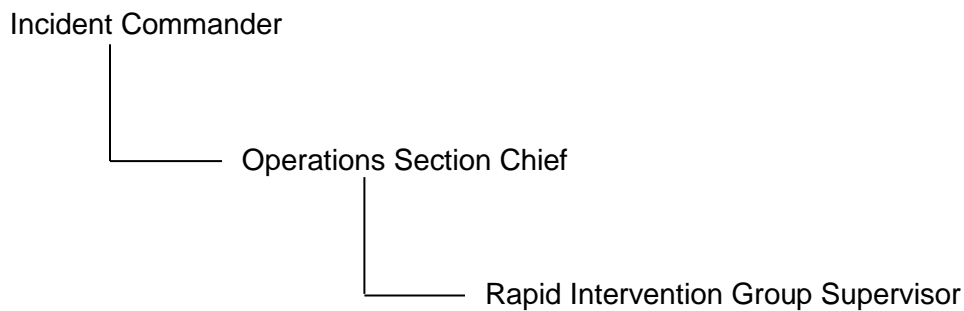 Incident Commander
Operations Section Chief
Rapid Intervention Group Supervisor